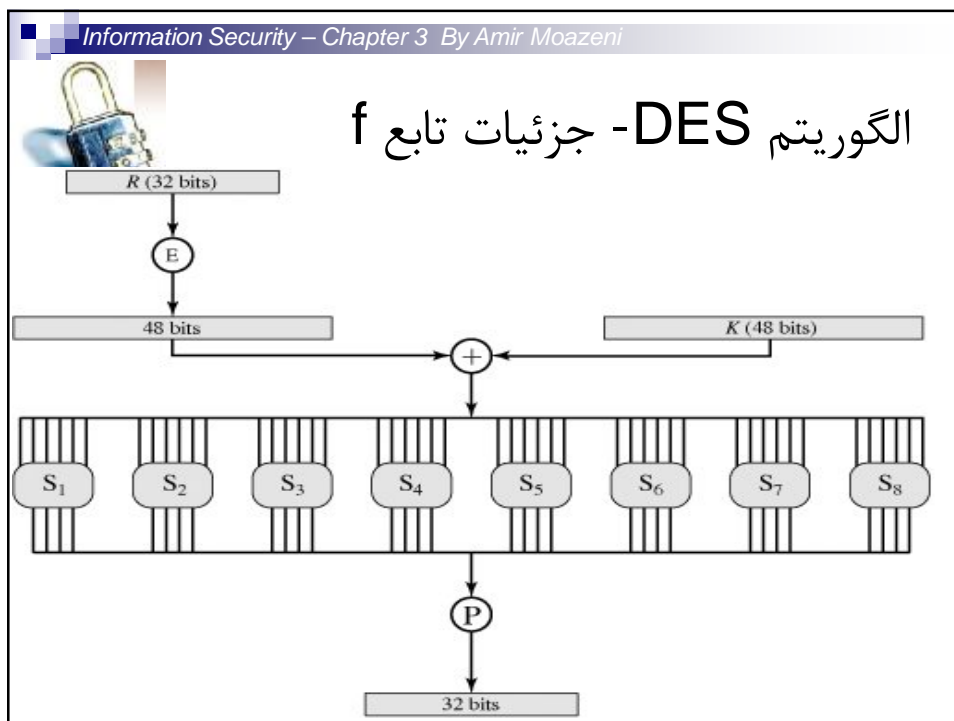 Information Security – Chapter 3 By Amir Moazeni
الگوریتم DES - جزئیات تابع f
R (32 bits)
E
48 bits
K (48 bits)
+
S₁ S₂ S₃ S₄ S₅ S₆ S₇ S₈
P
32 bits